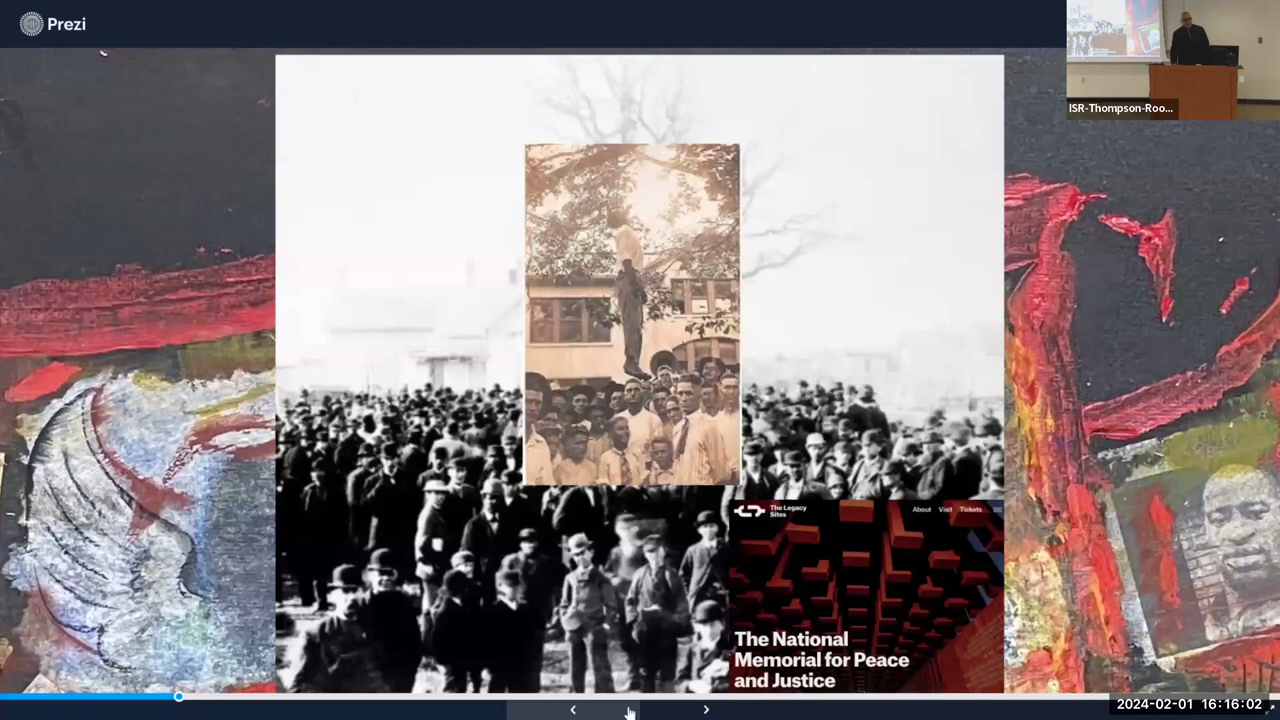 Prezi
ISR-Thompson-Roo...
The Legacy
Sites
About Visit Tickets
The National
Memorial for Peace
and Justice
2024-02-01 16:16:02